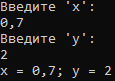 Введите 'x':
0,7
Введите 'y':
2
x = 0,7; y = 2